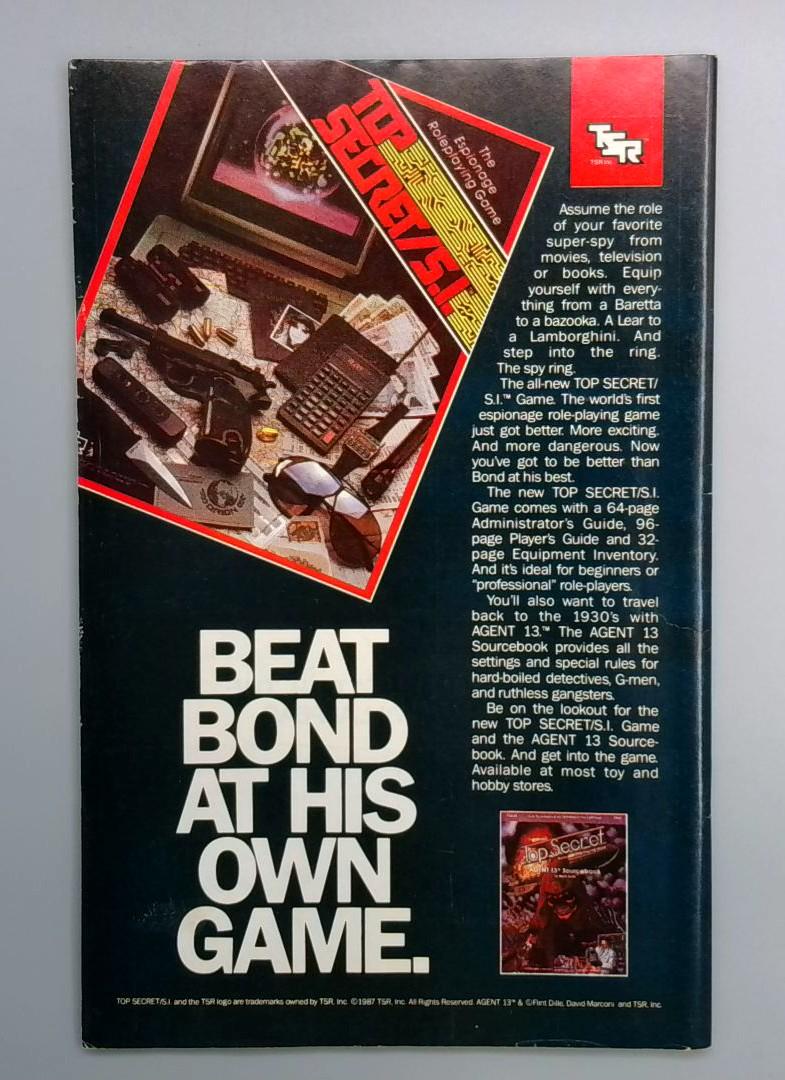 TOP
SECRET/S.I.
The
Espionage
Roleplaying Game
TSR
TSR Inc.
ORION
Assume the role
of your favorite
super-spy from
movies, television
or books. Equip
yourself with every-
thing from a Baretta
to a bazooka. A Lear to
a Lamborghini. And
step into the ring.
The spy ring.
The all-new TOP SECRET/
S.I.™ Game. The world's first
espionage role-playing game
just got better. More exciting.
And more dangerous. Now
you've got to be better than
Bond at his best.
The new TOP SECRET/S.I.
Game comes with a 64-page
Administrator's Guide, 96-
page Player's Guide and 32-
page Equipment Inventory.
And it's ideal for beginners or
"professional" role-players.
You'll also want to travel
back to the 1930's with
AGENT 13.™ The AGENT 13
Sourcebook provides all the
settings and special rules for
hard-boiled detectives, G-men,
and ruthless gangsters.
Be on the lookout for the
new TOP SECRET/S.I. Game
and the AGENT 13 Source-
book. And get into the game.
Available at most toy and
hobby stores.
BEAT
BOND
AT HIS
OWN
GAME.
Top Secret
AGENT 13™ Sourcebook
TOP SECRET/S.I. and the TSR logo are trademarks owned by TSR, Inc. ©1987 TSR, Inc. All Rights Reserved. AGENT 13™ & ©Flint Dille, David Marconi and TSR, Inc.